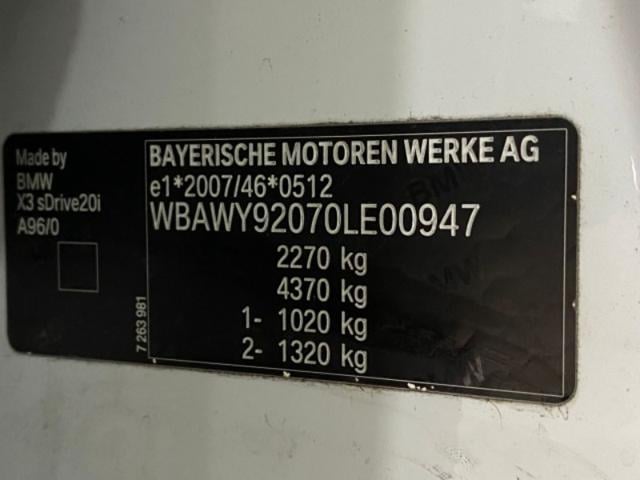 Made by
BMW
X3 sDrive20i
A96/0
7 263 981
BAYERISCHE MOTOREN WERKE AG
e1*2007/46*0512
WBAWY92070LE00947
2270 kg
4370 kg
1- 1020 kg
2- 1320 kg